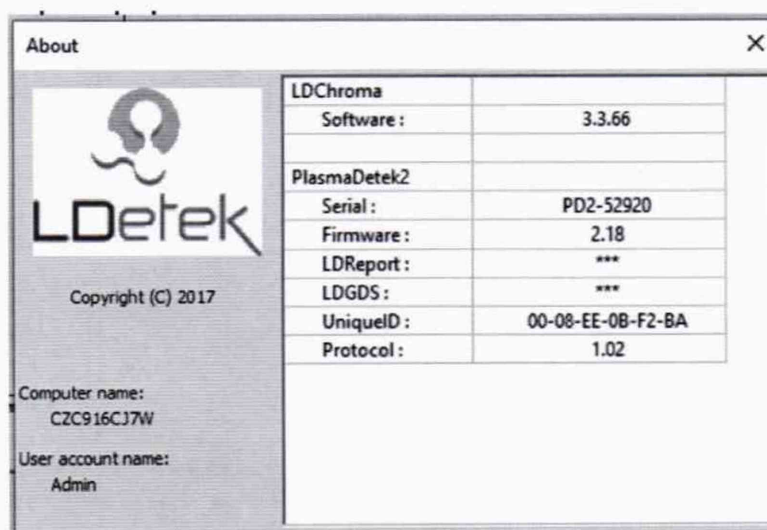 About
LDetek
Copyright (C) 2017
Computer name:
CZC916CJ7W
User account name:
Admin
LDChroma
Software : 3.3.66
PlasmaDetek2
Serial : PD2-52920
Firmware : 2.18
LDReport : ***
LDGDS : ***
UniqueID : 00-08-EE-0B-F2-BA
Protocol : 1.02